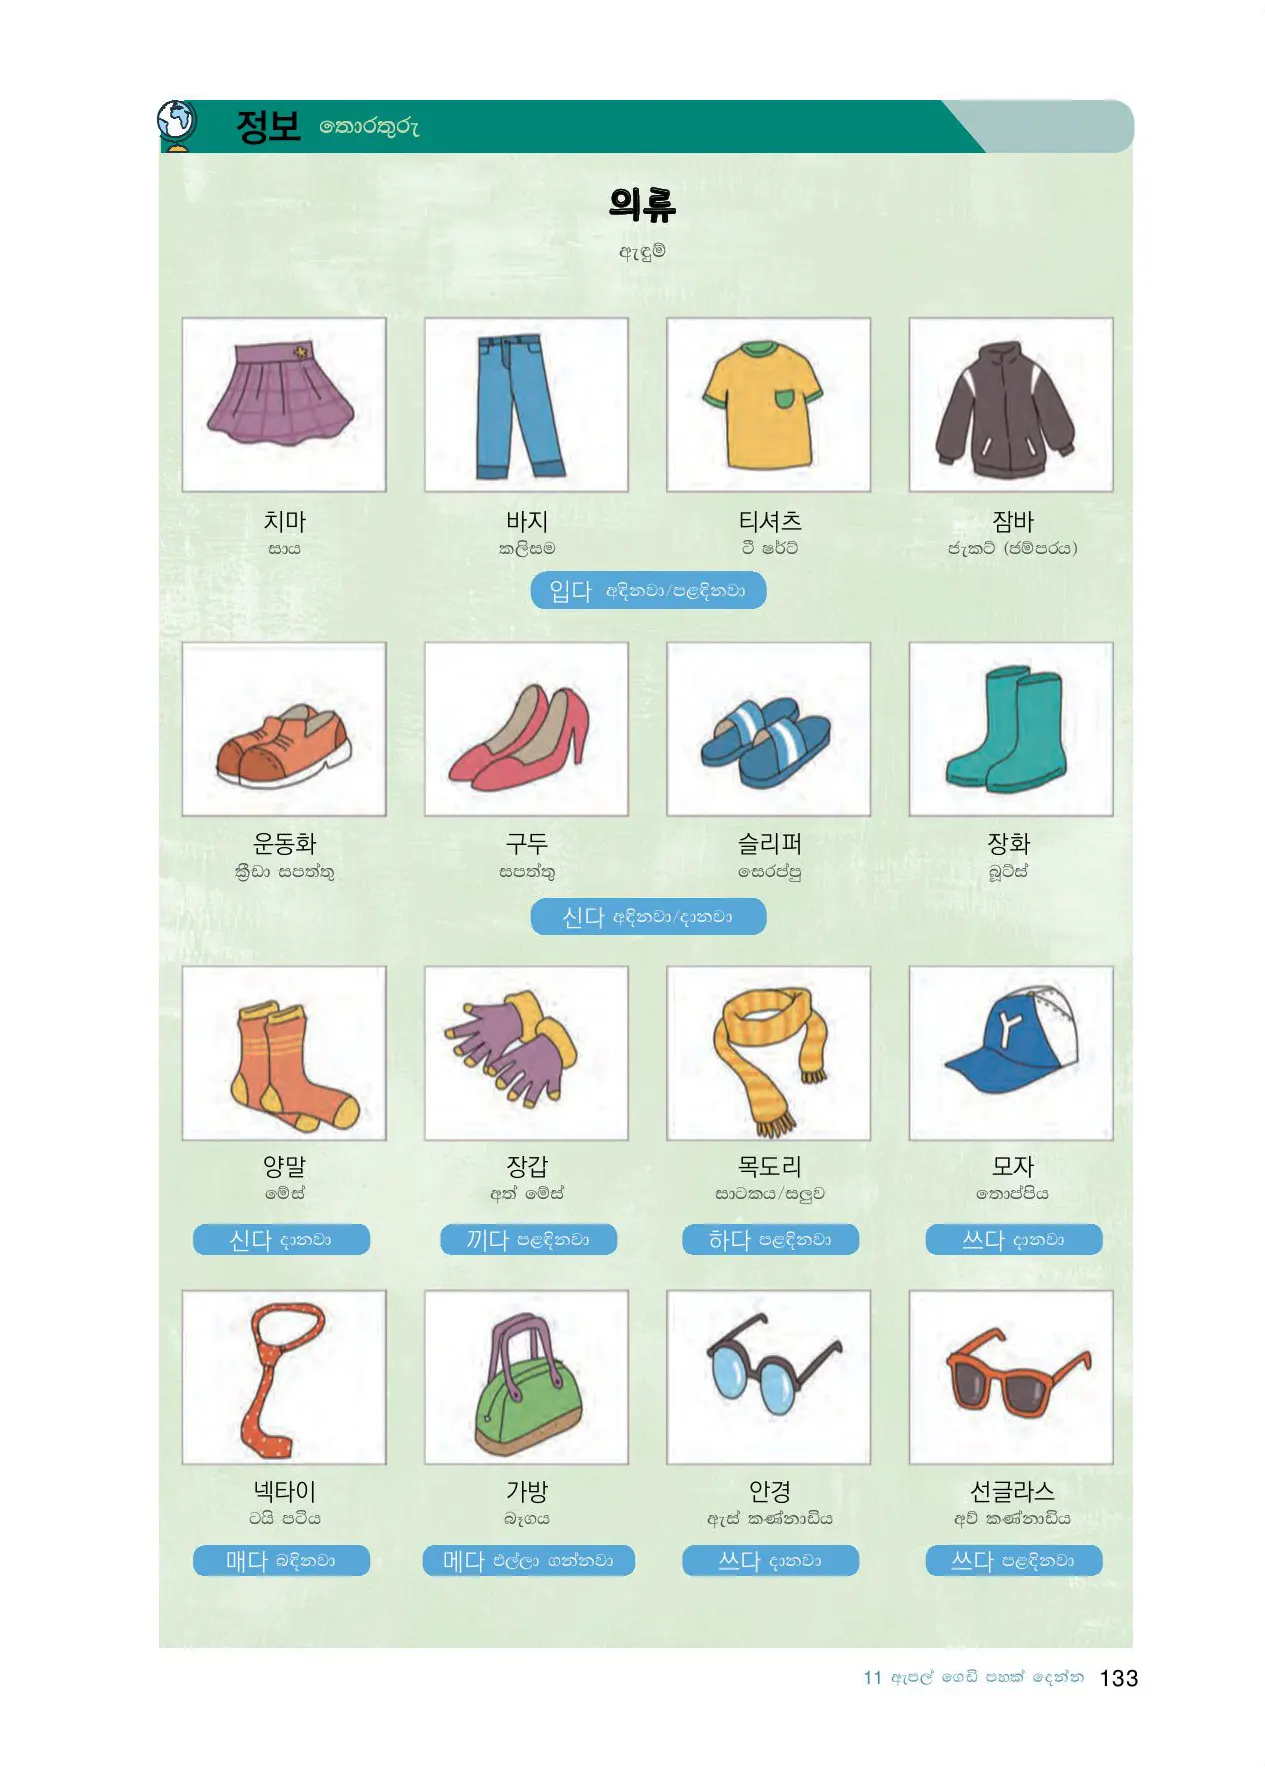 정보 තොරතුරු
의류
ඇඳුම්
치마 바지 티셔츠 잠바
සාය කලිසම ටී ෂර්ට් ජැකට් (ජම්පරය)
입다 අඳිනවා/පළඳිනවා
운동화 구두 슬리퍼 장화
ක්‍රීඩා සපත්තු සපත්තු සෙරප්පු බූට්ස්
신다 අඳිනවා/දානවා
양말 장갑 목도리 모자
මේස් අත් මේස් සාටකය/සලුව තොප්පිය
신다 දානවා 끼다 පළඳිනවා 하다 පළඳිනවා 쓰다 දානවා
넥타이 가방 안경 선글라스
ටයි පටිය බෑගය ඇස් කණ්නාඩිය අව් කණ්නාඩිය
매다 බඳිනවා 메다 එල්ලා ගන්නවා 쓰다 දානවා 쓰다 පළඳිනවා
11 ඇපල් ගෙඩි පහක් දෙන්න 133